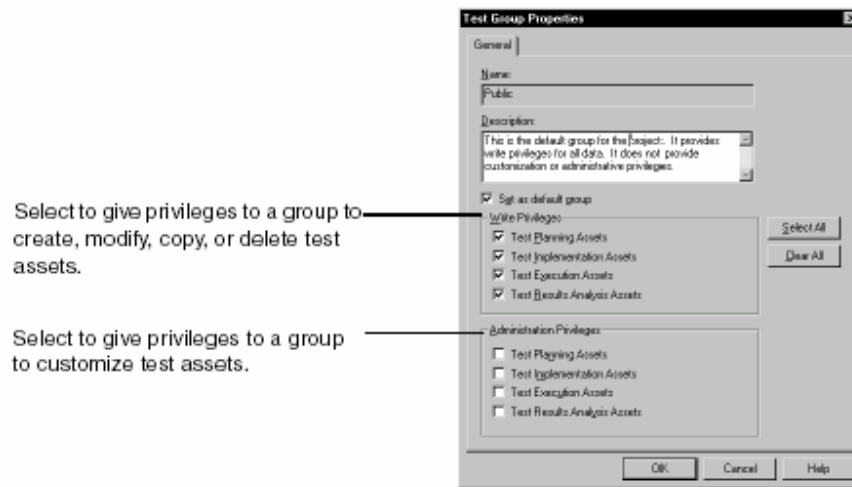 Test Group Properties
General
Name:
Public
Description:
This is the default group for the project. It provides
write privileges for all data. It does not provide
customization or administrative privileges.
Set as default group
Select to give privileges to a group to
create, modify, copy, or delete test
assets.
Write Privileges
Test Planning Assets
Test Implementation Assets
Test Execution Assets
Test Results Analysis Assets
Select All
Clear All
Select to give privileges to a group
to customize test assets.
Administration Privileges
Test Planning Assets
Test Implementation Assets
Test Execution Assets
Test Results Analysis Assets
OK
Cancel
Help